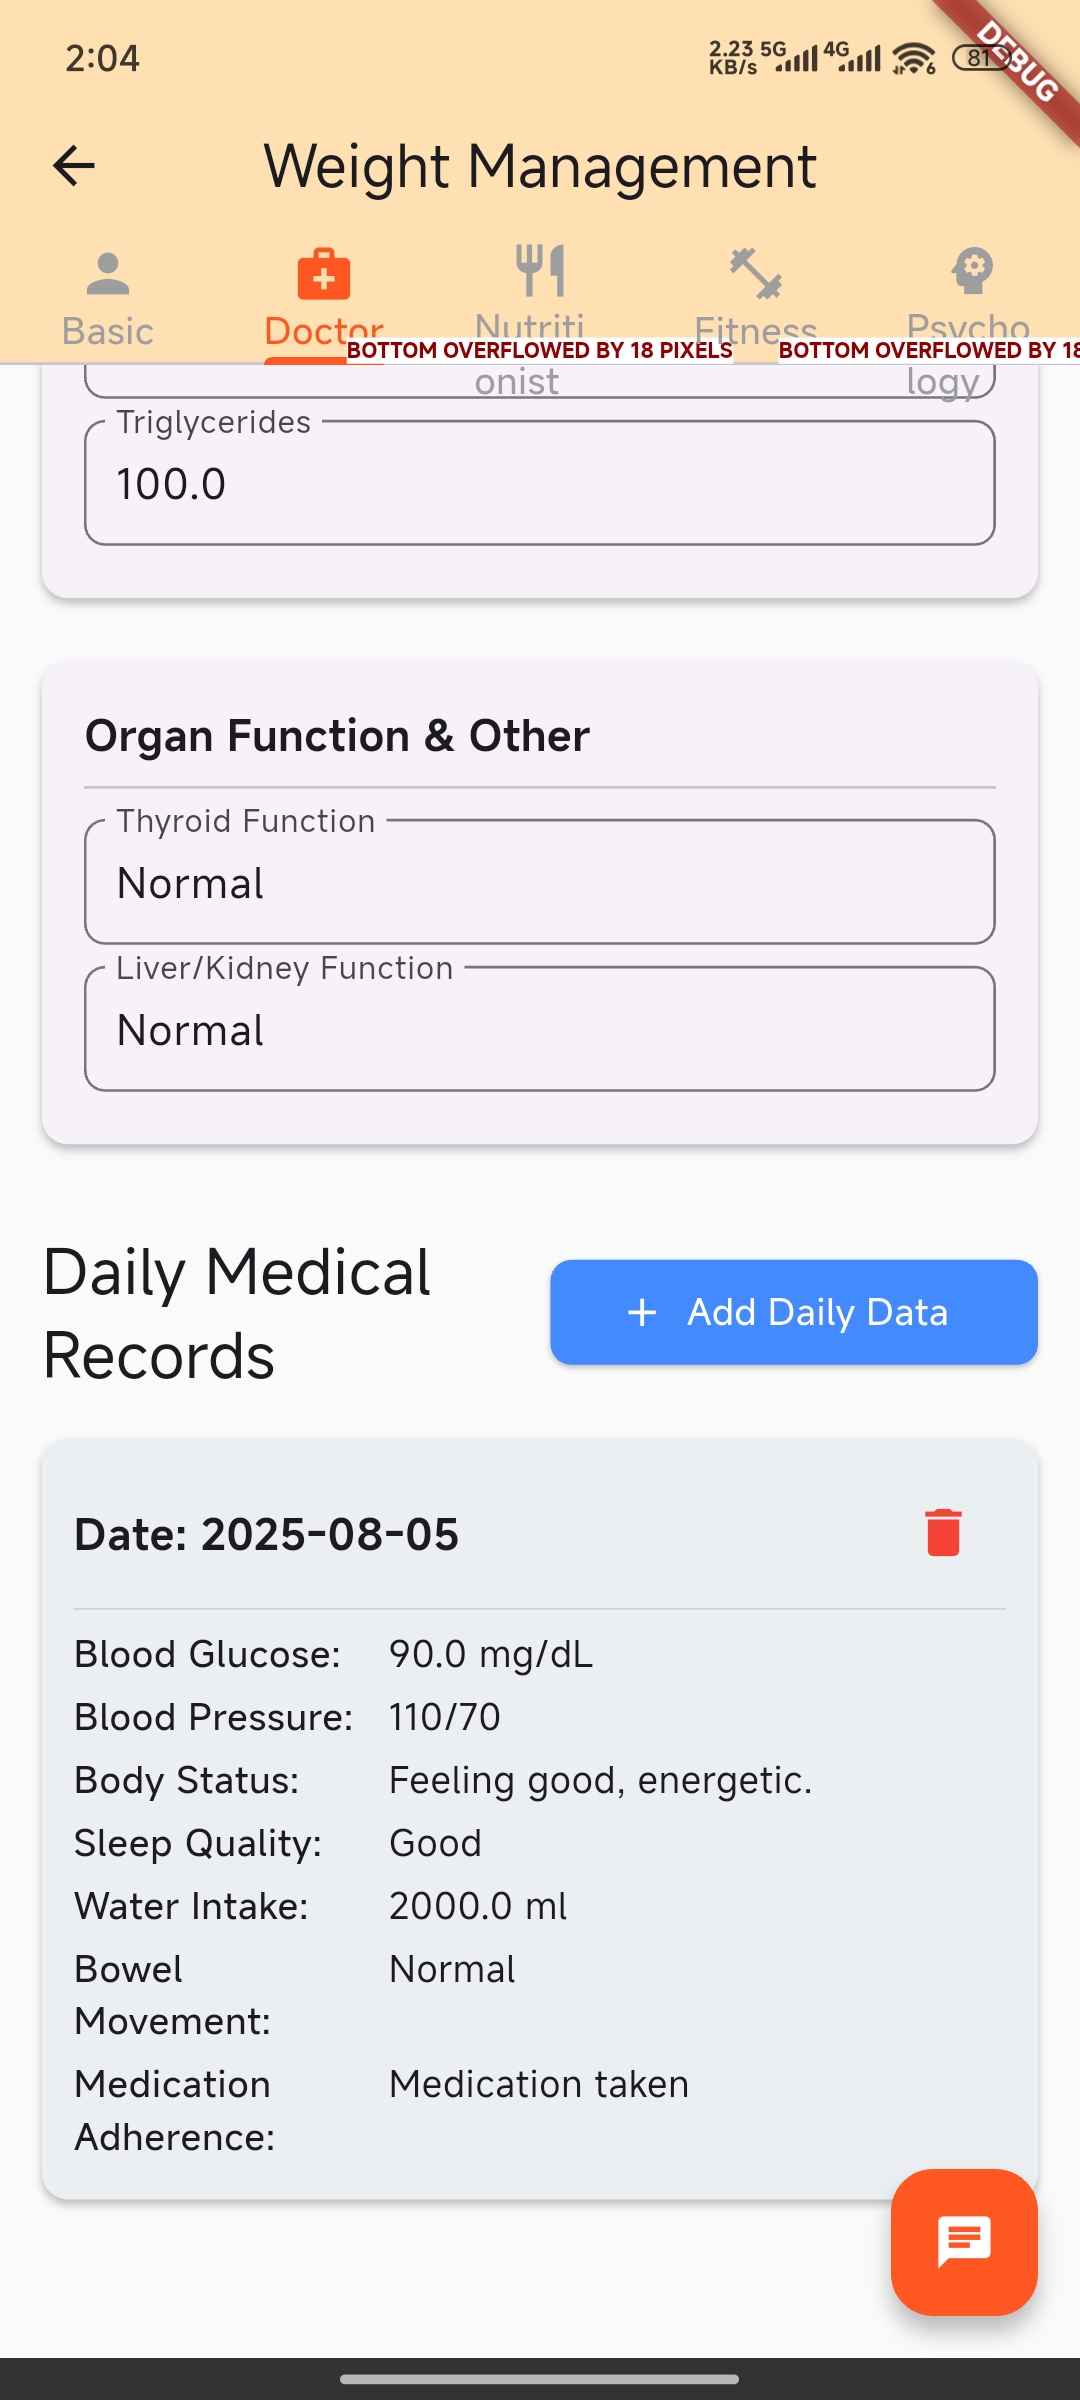 2:04
2.23 KB/s 5G 4G 6 81
DEBUG
Weight Management
Basic
Doctor
Nutriti
onist
Fitness
Psycho
logy
BOTTOM OVERFLOWED BY 18 PIXELS
BOTTOM OVERFLOWED BY 18
Triglycerides
100.0
Organ Function & Other
Thyroid Function
Normal
Liver/Kidney Function
Normal
Daily Medical
Records
+ Add Daily Data
Date: 2025-08-05
Blood Glucose: 90.0 mg/dL
Blood Pressure: 110/70
Body Status: Feeling good, energetic.
Sleep Quality: Good
Water Intake: 2000.0 ml
Bowel Movement: Normal
Medication Adherence: Medication taken